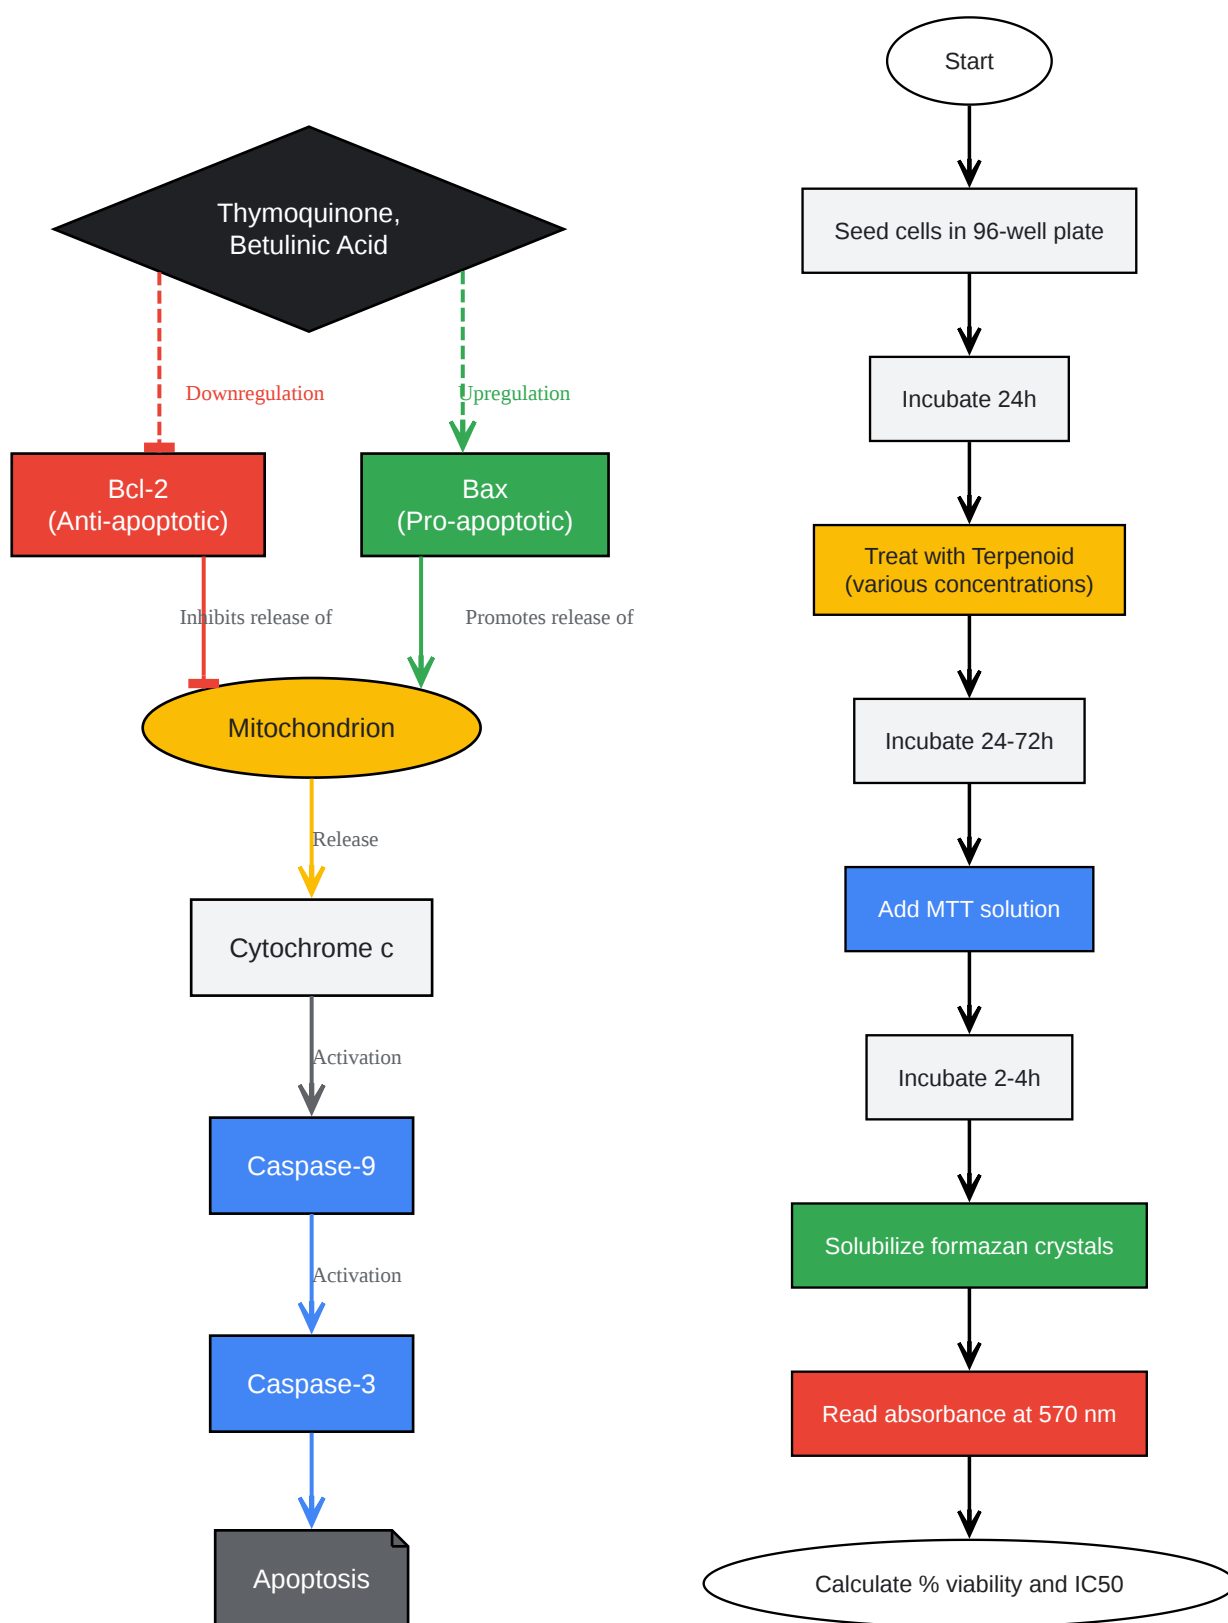 Thymoquinone,
Betulinic Acid
Downregulation
Upregulation
Bcl-2
(Anti-apoptotic)
Bax
(Pro-apoptotic)
Inhibits release of
Promotes release of
Mitochondrion
Release
Cytochrome c
Activation
Caspase-9
Activation
Caspase-3
Apoptosis
Start
Seed cells in 96-well plate
Incubate 24h
Treat with Terpenoid
(various concentrations)
Incubate 24-72h
Add MTT solution
Incubate 2-4h
Solubilize formazan crystals
Read absorbance at 570 nm
Calculate % viability and IC50